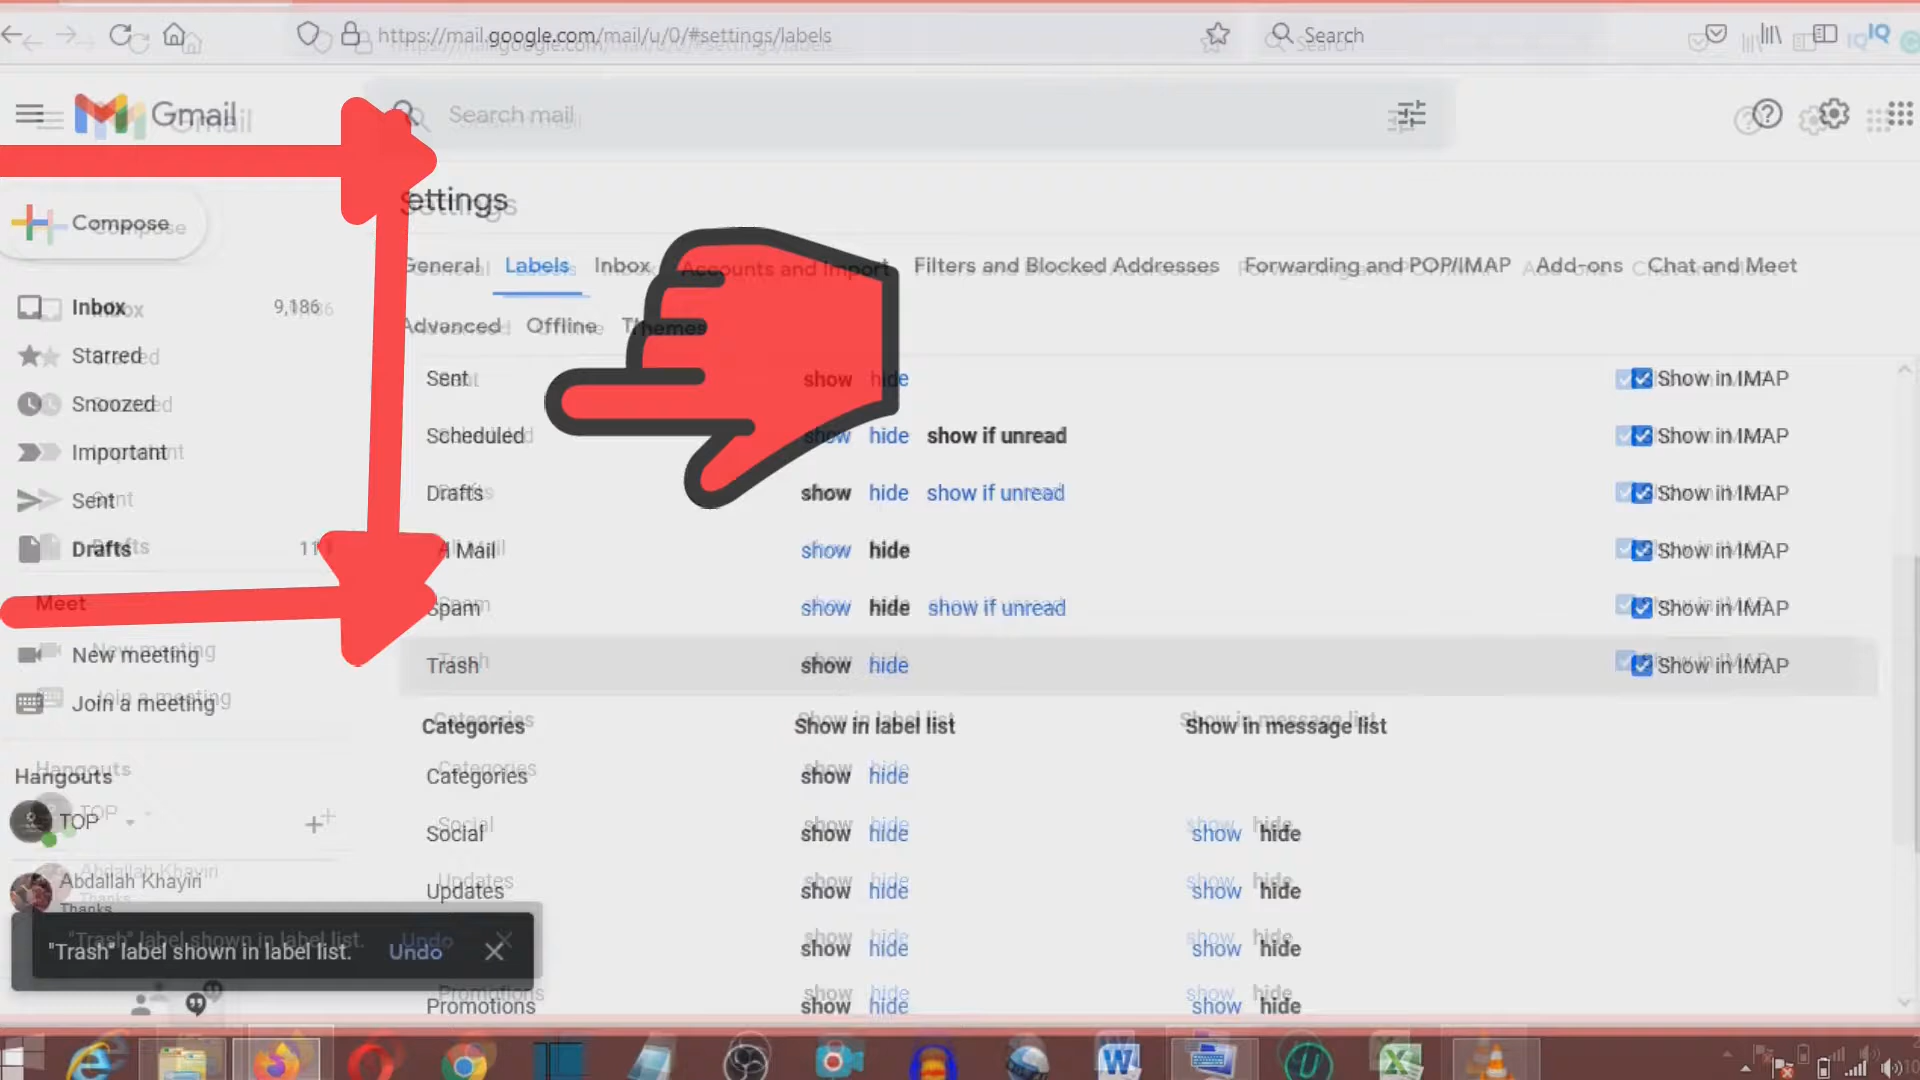 https://mail.google.com/mail/u/0/#settings/labels
Search
Gmail
Search mail
Compose
Settings
General Labels Inbox Accounts and Import Filters and Blocked Addresses Forwarding and POP/IMAP Add-ons Chat and Meet
Advanced Offline Themes
Inbox 9,186
Starred
Snoozed
Important
Sent
Drafts
Meet
New meeting
Join a meeting
Hangouts
TOP
Abdallah Khayiri
Thanks
Sent show hide Show in IMAP
Scheduled show hide show if unread Show in IMAP
Drafts show hide show if unread Show in IMAP
All Mail show hide Show in IMAP
Spam show hide show if unread Show in IMAP
Trash show hide Show in IMAP
Categories Show in label list Show in message list
Categories show hide
Social show hide show hide
Updates show hide show hide
show hide show hide
Promotions show hide show hide
"Trash" label shown in label list. Undo